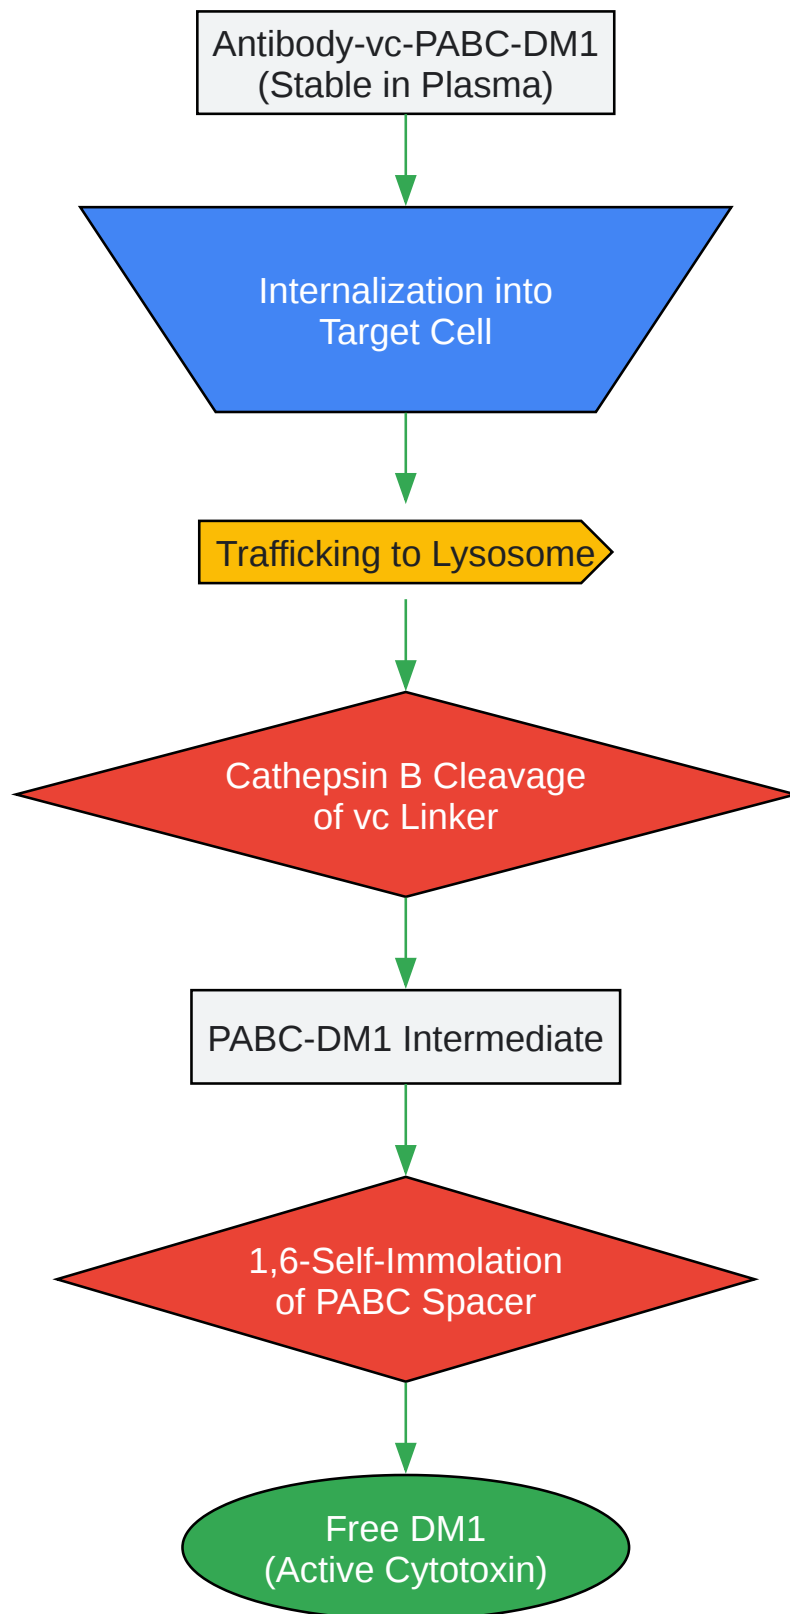 Antibody-vc-PABC-DM1
(Stable in Plasma)
Internalization into
Target Cell
Trafficking to Lysosome
Cathepsin B Cleavage
of vc Linker
PABC-DM1 Intermediate
1,6-Self-Immolation
of PABC Spacer
Free DM1
(Active Cytotoxin)